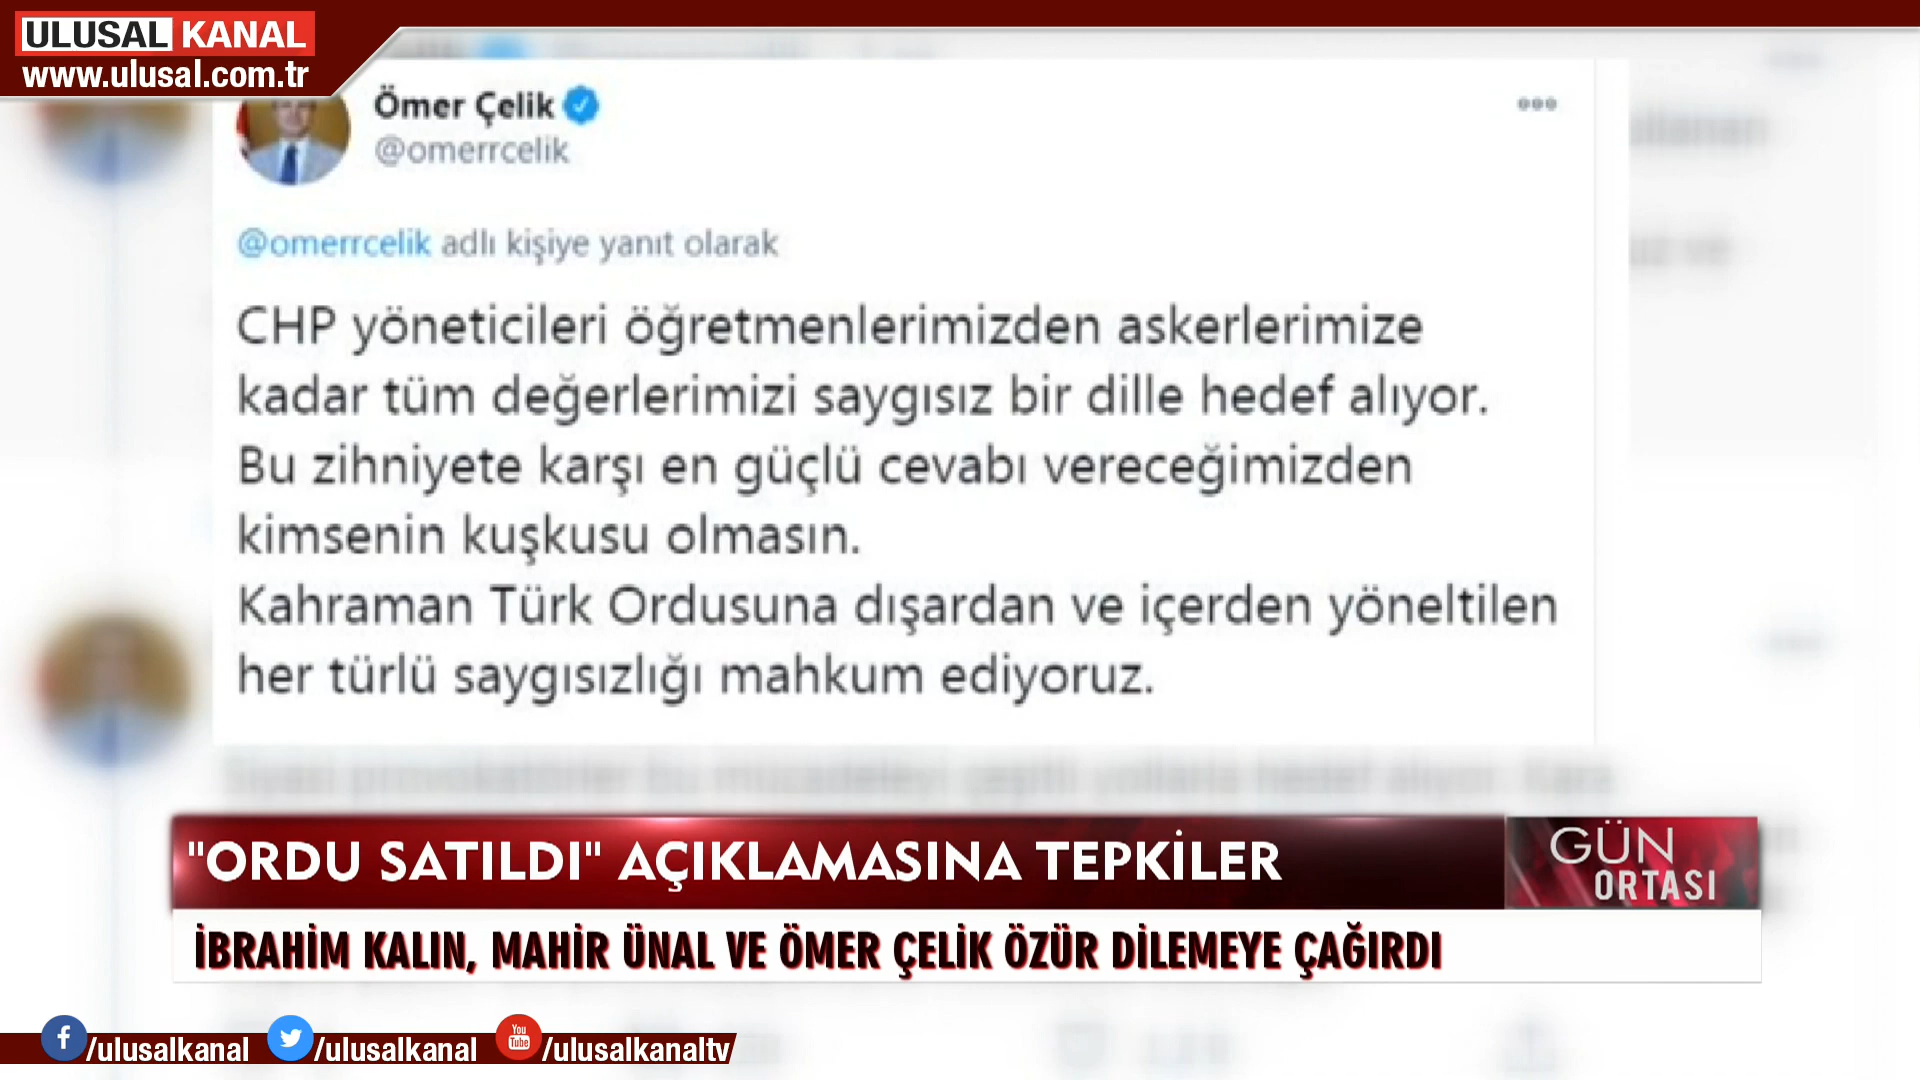 ULUSAL KANAL
www.ulusal.com.tr
Ömer Çelik
@omerrcelik
@omerrcelik adlı kişiye yanıt olarak
CHP yöneticileri öğretmenlerimizden askerlerimize
kadar tüm değerlerimizi saygısız bir dille hedef alıyor.
Bu zihniyete karşı en güçlü cevabı vereceğimizden
kimsenin kuşkusu olmasın.
Kahraman Türk Ordusuna dışardan ve içerden yöneltilen
her türlü saygısızlığı mahkum ediyoruz.
"ORDU SATILDI" AÇIKLAMASINA TEPKİLER
GÜN
ORTASI
İBRAHİM KALIN, MAHİR ÜNAL VE ÖMER ÇELİK ÖZÜR DİLEMEYE ÇAĞIRDI
f /ulusalkanal /ulusalkanal You Tube /ulusalkanaltv